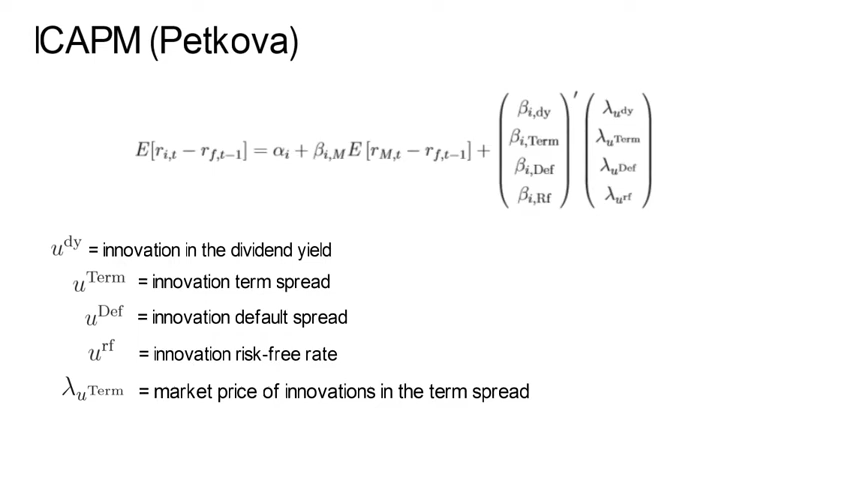 ICAPM (Petkova)
E[r_{i,t} − r_{f,t−1}] = α_i + β_{i,M} E [r_{M,t} − r_{f,t−1}] + (β_{i,dy} β_{i,Term} β_{i,Def} β_{i,Rf})′ (λ_{u^{dy}} λ_{u^{Term}} λ_{u^{Def}} λ_{u^{rf}})
u^{dy} = innovation in the dividend yield
u^{Term} = innovation term spread
u^{Def} = innovation default spread
u^{rf} = innovation risk-free rate
λ_{u^{Term}} = market price of innovations in the term spread